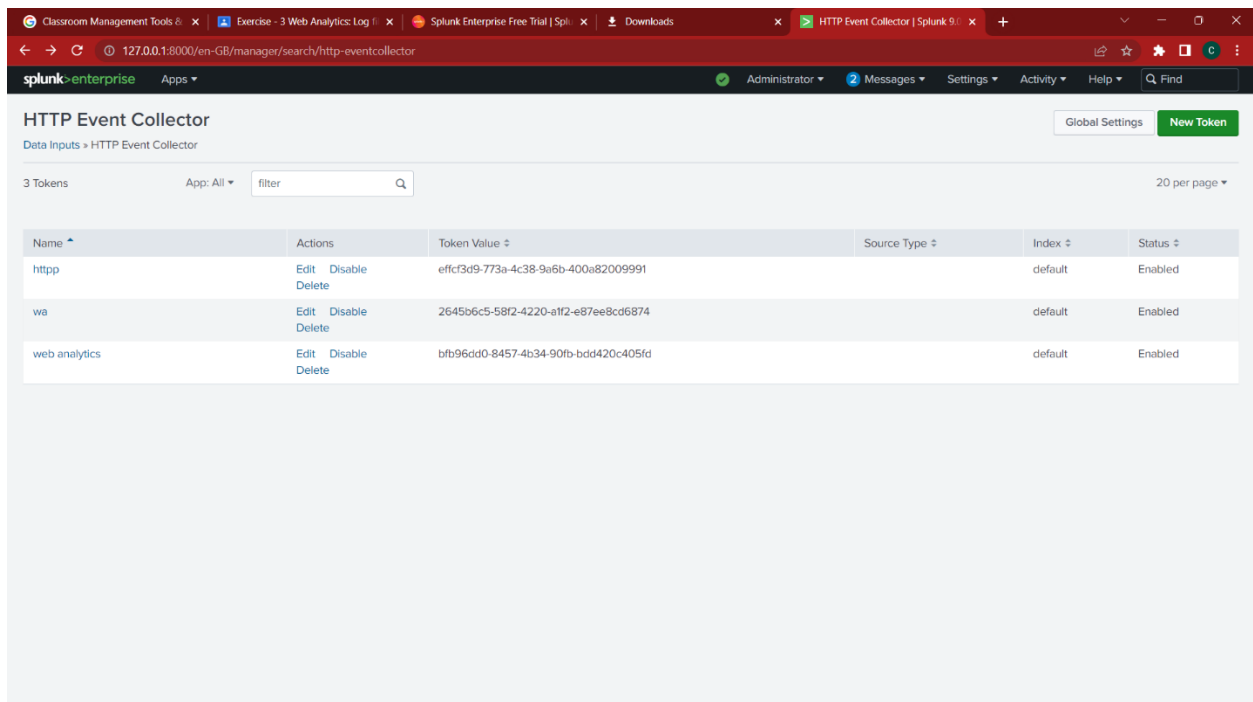 Classroom Management Tools & Exercise - 3 Web Analytics: Log fi Splunk Enterprise Free Trial | Splu Downloads HTTP Event Collector | Splunk 9.0
127.0.0.1:8000/en-GB/manager/search/http-eventcollector C
splunk>enterprise Apps Administrator 2 Messages Settings Activity Help Find
HTTP Event Collector Global Settings New Token
Data Inputs » HTTP Event Collector
3 Tokens App: All filter 20 per page
Name Actions Token Value Source Type Index Status
httpp Edit Disable effcf3d9-773a-4c38-9a6b-400a82009991 default Enabled
Delete
wa Edit Disable 2645b6c5-58f2-4220-a1f2-e87ee8cd6874 default Enabled
Delete
web analytics Edit Disable bfb96dd0-8457-4b34-90fb-bdd420c405fd default Enabled
Delete